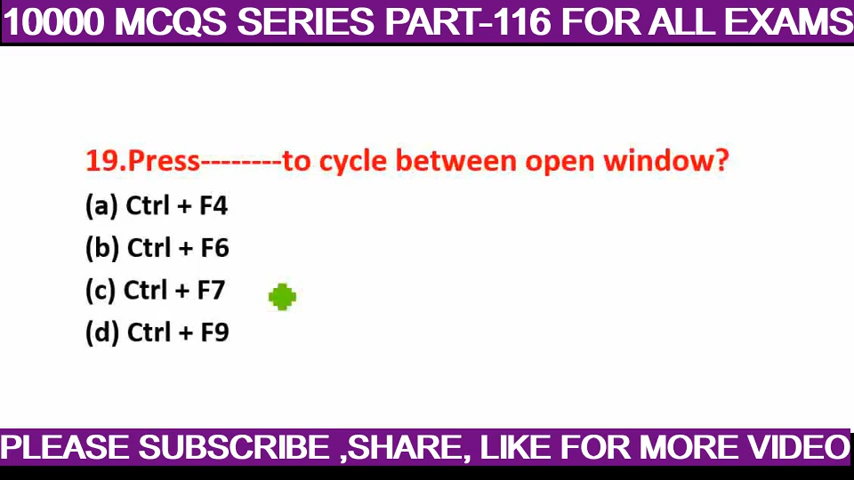 10000 MCQS SERIES PART-116 FOR ALL EXAMS
19.Press--------to cycle between open window?
(a) Ctrl + F4
(b) Ctrl + F6
(c) Ctrl + F7
(d) Ctrl + F9
PLEASE SUBSCRIBE ,SHARE, LIKE FOR MORE VIDEO